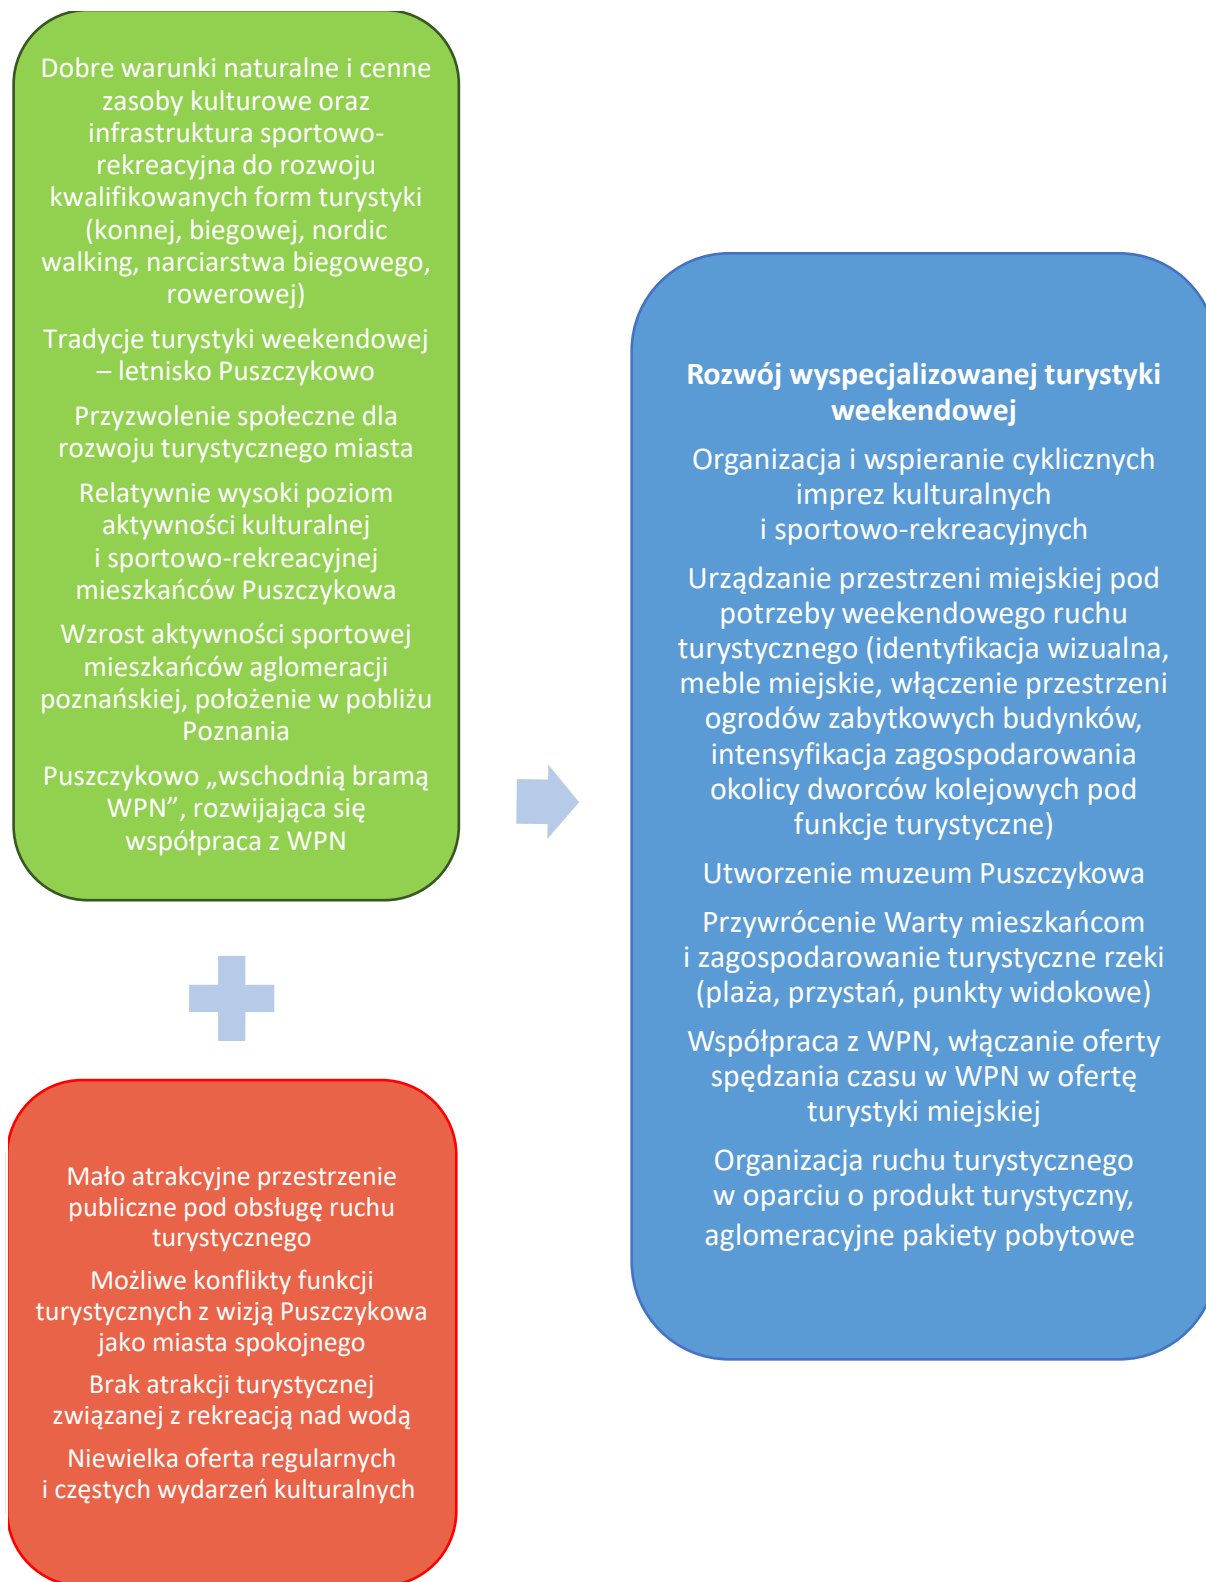 Dobre warunki naturalne i cenne
zasoby kulturowe oraz
infrastruktura sportowo-
rekreacyjna do rozwoju
kwalifikowanych form turystyki
(konnej, biegowej, nordic
walking, narciarstwa biegowego,
rowerowej)
Tradycje turystyki weekendowej
– letnisko Puszczykowo
Przyzwolenie społeczne dla
rozwoju turystycznego miasta
Relatywnie wysoki poziom
aktywności kulturalnej
i sportowo-rekreacyjnej
mieszkańców Puszczykowa
Wzrost aktywności sportowej
mieszkańców aglomeracji
poznańskiej, położenie w pobliżu
Poznania
Puszczykowo „wschodnią bramą
WPN”, rozwijająca się
współpraca z WPN
Mało atrakcyjne przestrzenie
publiczne pod obsługę ruchu
turystycznego
Możliwe konflikty funkcji
turystycznych z wizją Puszczykowa
jako miasta spokojnego
Brak atrakcji turystycznej
związanej z rekreacją nad wodą
Niewielka oferta regularnych
i częstych wydarzeń kulturalnych
Rozwój wyspecjalizowanej turystyki
weekendowej
Organizacja i wspieranie cyklicznych
imprez kulturalnych
i sportowo-rekreacyjnych
Urządzanie przestrzeni miejskiej pod
potrzeby weekendowego ruchu
turystycznego (identyfikacja wizualna,
meble miejskie, włączenie przestrzeni
ogrodów zabytkowych budynków,
intensyfikacja zagospodarowania
okolicy dworców kolejowych pod
funkcje turystyczne)
Utworzenie muzeum Puszczykowa
Przywrócenie Warty mieszkańcom
i zagospodarowanie turystyczne rzeki
(plaża, przystań, punkty widokowe)
Współpraca z WPN, włączanie oferty
spędzania czasu w WPN w ofertę
turystyki miejskiej
Organizacja ruchu turystycznego
w oparciu o produkt turystyczny,
aglomeracyjne pakiety pobytowe